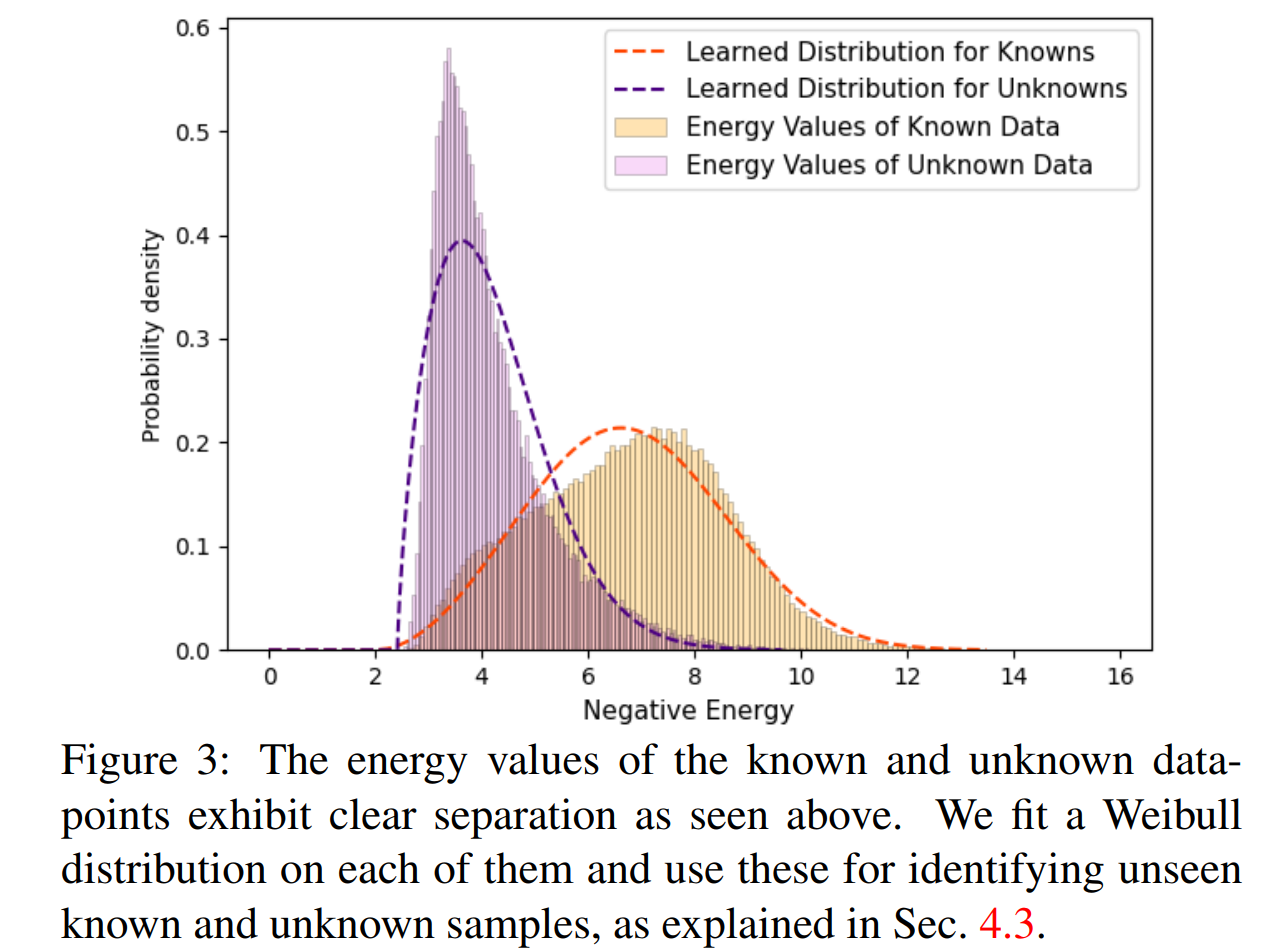 0.6
0.5
0.4
0.3
0.2
0.1
0.0
Probability density
Learned Distribution for Knowns
Learned Distribution for Unknowns
Energy Values of Known Data
Energy Values of Unknown Data
0 2 4 6 8 10 12 14 16
Negative Energy
Figure 3: The energy values of the known and unknown data-
points exhibit clear separation as seen above. We fit a Weibull
distribution on each of them and use these for identifying unseen
known and unknown samples, as explained in Sec. 4.3.